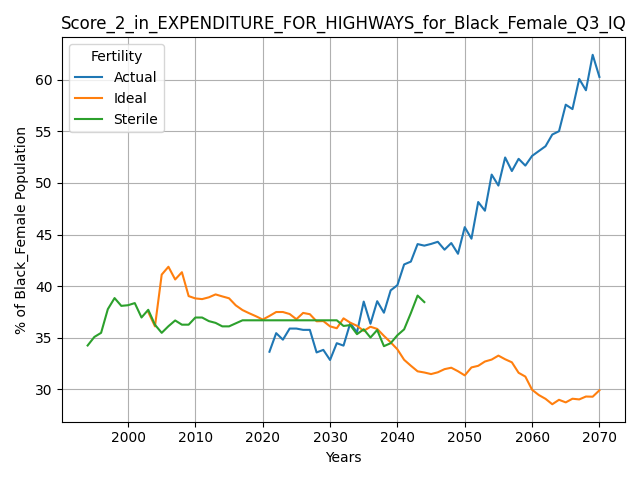 Score_2_in_EXPENDITURE_FOR_HIGHWAYS_for_Black_Female_Q3_IQ
Fertility
Actual
Ideal
Sterile
% of Black_Female Population
60
55
50
45
40
35
30
2000
2010
2020
2030
2040
2050
2060
2070
Years